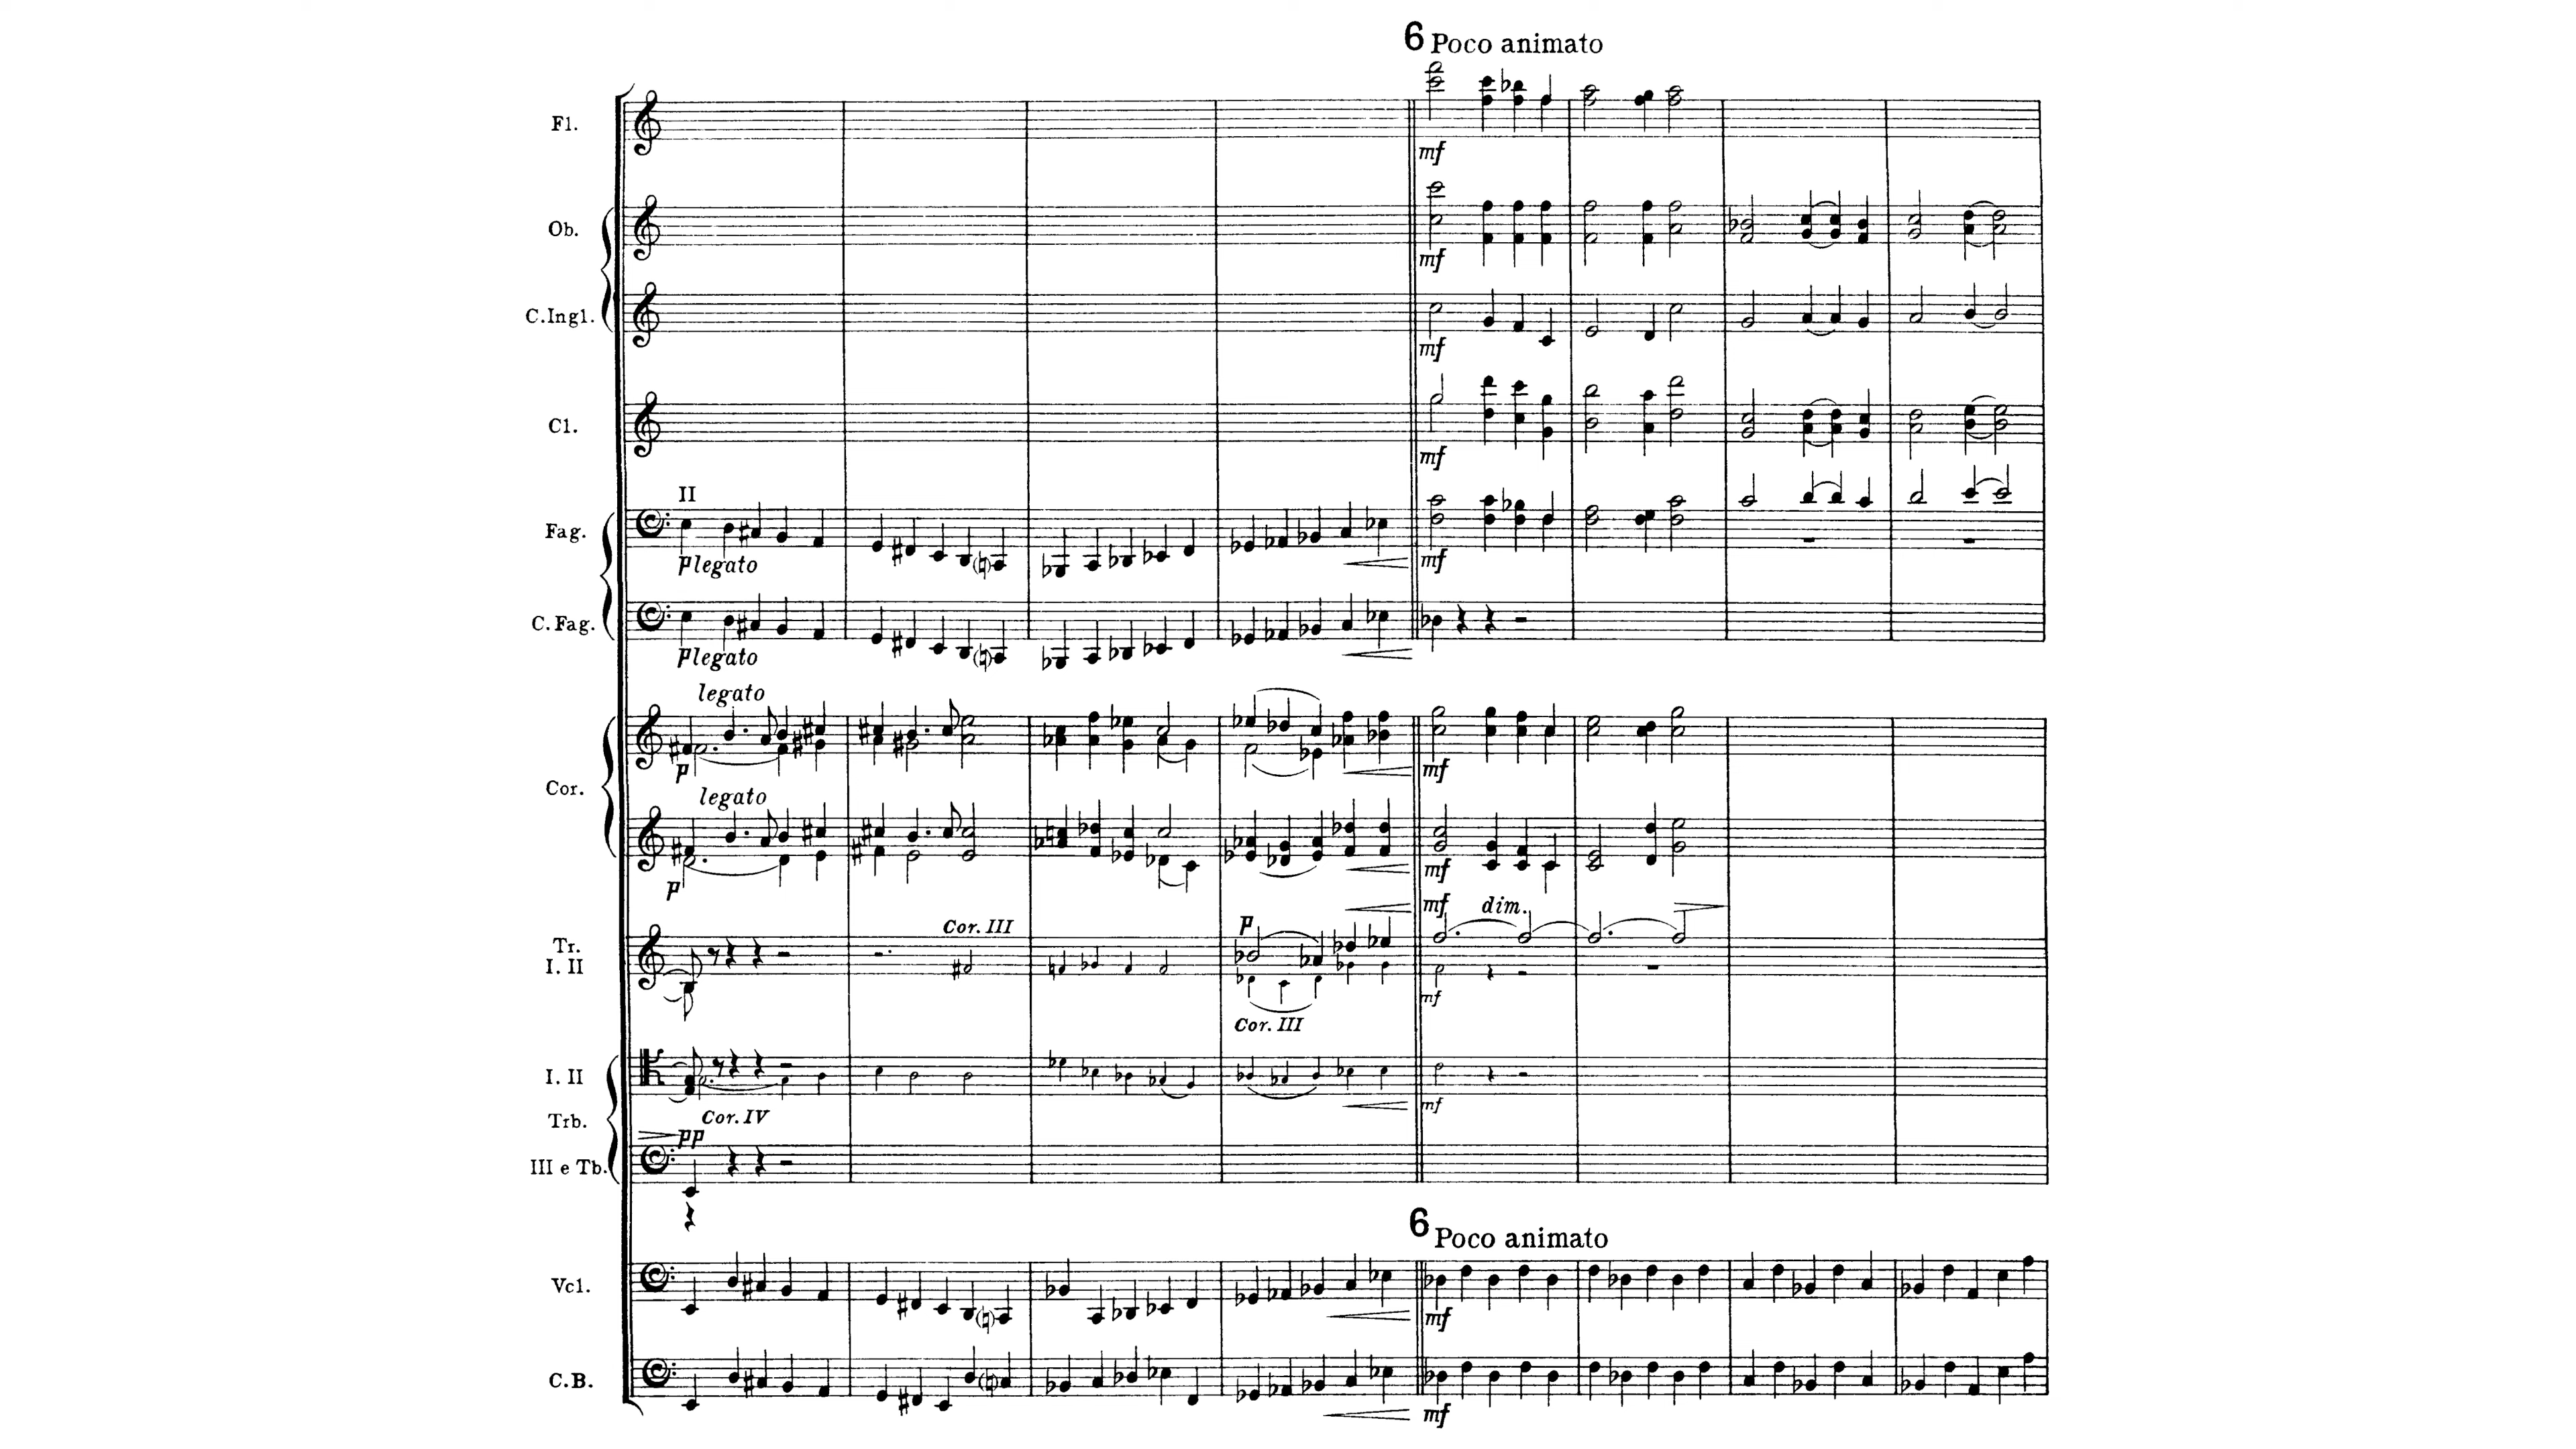 6 Poco animato
Fl.
mf
Ob.
mf
C.Ingl.
mf
Cl.
mf
II
Fag.
p legato
mf
C. Fag.
p legato
legato
p
mf
Cor.
legato
p
mf
mf dim.
Cor. III
p
Tr.
I. II
mf
Cor. III
I. II
mf
Cor. IV
Trb.
pp
III e Tb.
6 Poco animato
Vcl.
mf
C.B.
mf